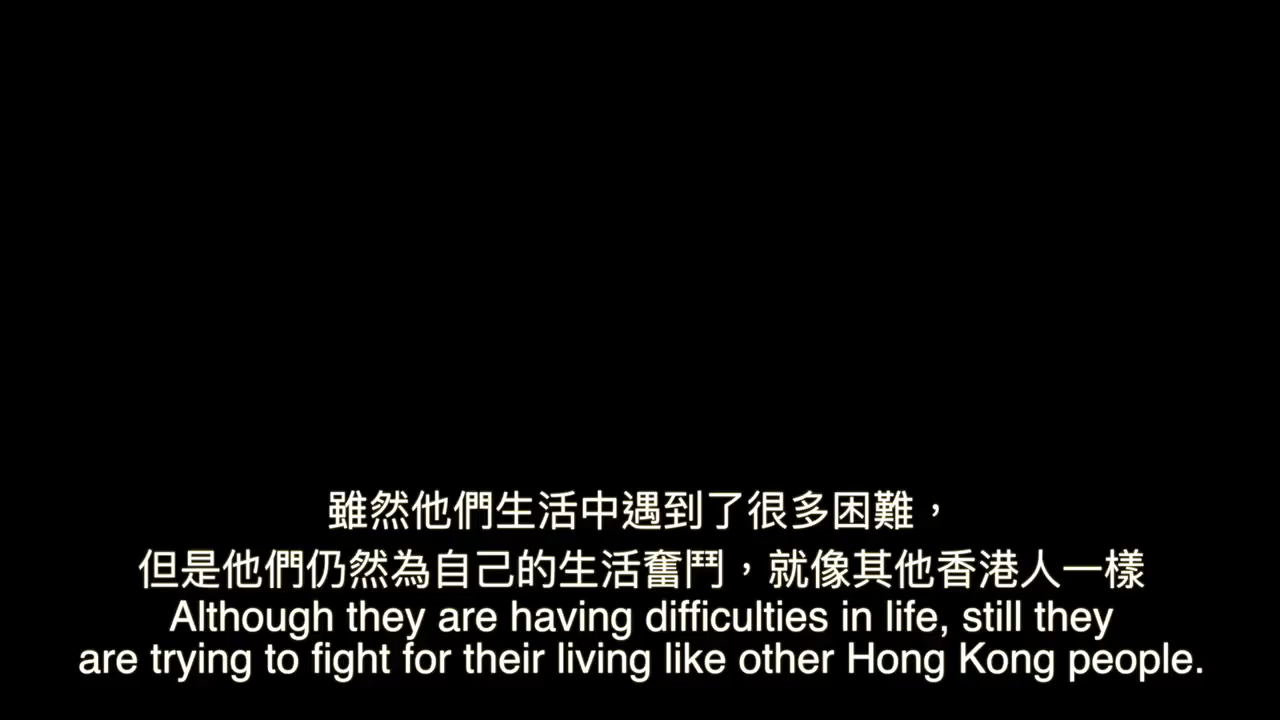 雖然他們生活中遇到了很多困難，
但是他們仍然為自己的生活奮鬥，就像其他香港人一樣
Although they are having difficulties in life, still they
are trying to fight for their living like other Hong Kong people.